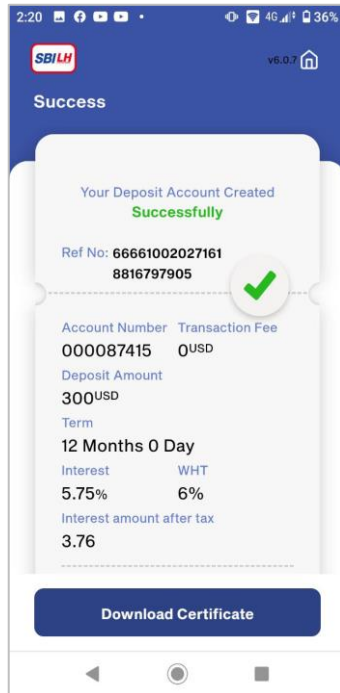 2:20
4G
36%
SBILH
v6.0.7
Success
Your Deposit Account Created
Successfully
Ref No: 66661002027161
8816797905
Account Number Transaction Fee
000087415 0USD
Deposit Amount
300USD
Term
12 Months 0 Day
Interest WHT
5.75% 6%
Interest amount after tax
3.76
Download Certificate